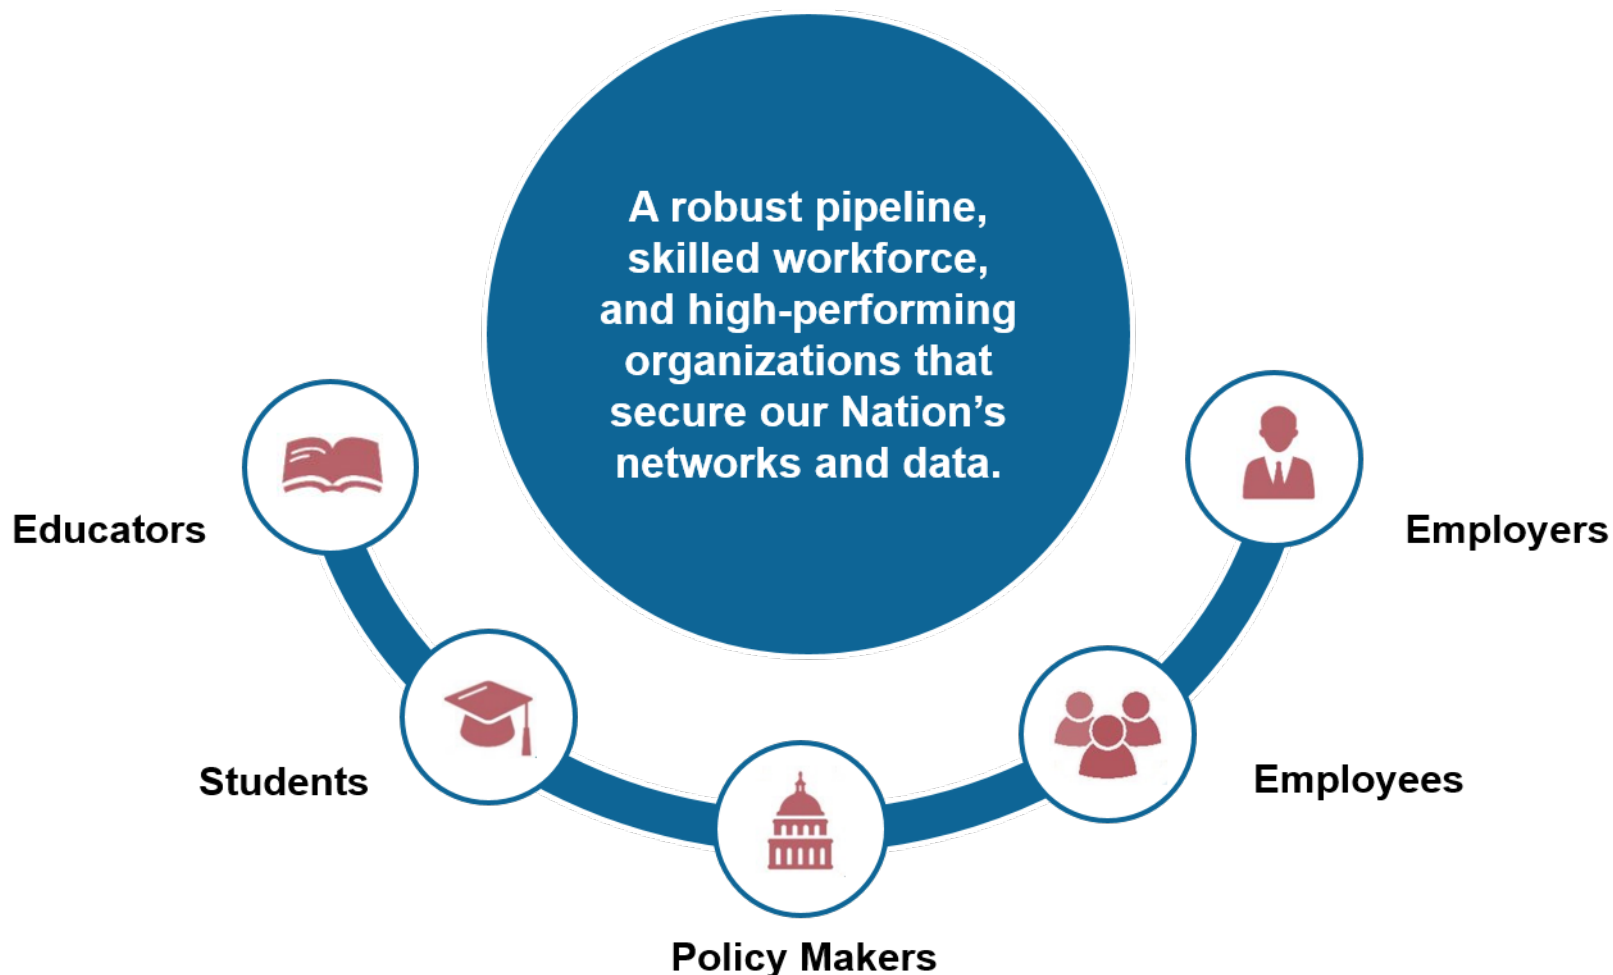 A robust pipeline,
skilled workforce,
and high-performing
organizations that
secure our Nation’s
networks and data.
Educators
Employers
Students
Employees
Policy Makers